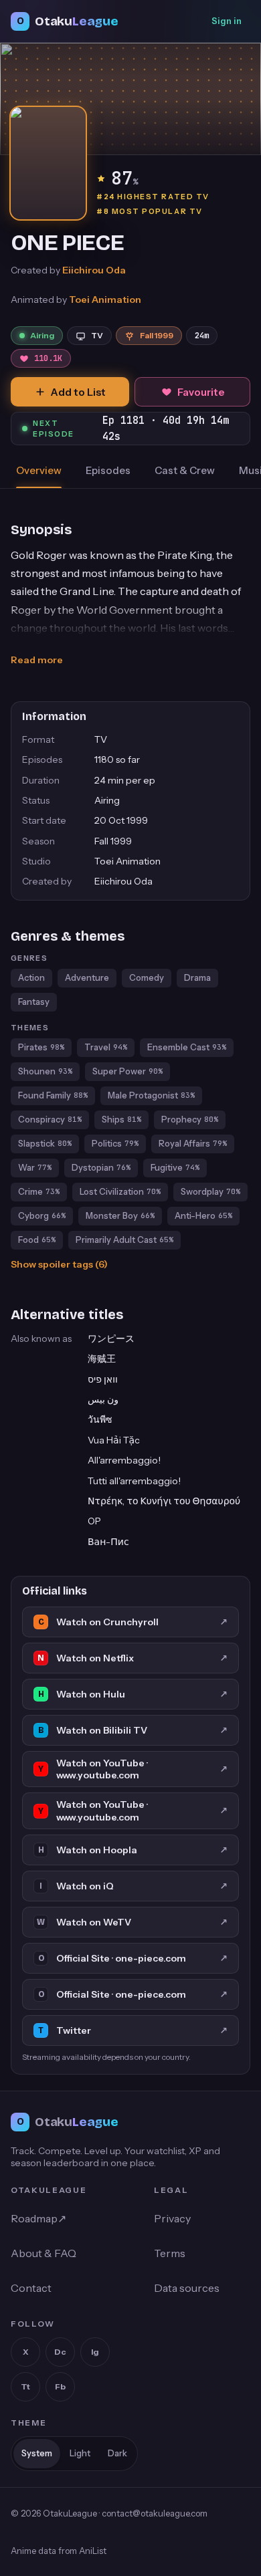 O OtakuLeague Sign in
87%
#24 HIGHEST RATED TV
#8 MOST POPULAR TV
ONE PIECE
Created by Eiichirou Oda
Animated by Toei Animation
Airing TV Fall 1999 24m
110.1K
+ Add to List Favourite
NEXT EPISODE Ep 1181 · 40d 19h 14m 42s
Overview Episodes Cast & Crew Musi
Synopsis
Gold Roger was known as the Pirate King, the
strongest and most infamous being to have
sailed the Grand Line. The capture and death of
Roger by the World Government brought a
change throughout the world. His last words...
Read more
Information
Format TV
Episodes 1180 so far
Duration 24 min per ep
Status Airing
Start date 20 Oct 1999
Season Fall 1999
Studio Toei Animation
Created by Eiichirou Oda
Genres & themes
GENRES
Action Adventure Comedy Drama
Fantasy
THEMES
Pirates 98% Travel 94% Ensemble Cast 93%
Shounen 93% Super Power 90%
Found Family 88% Male Protagonist 83%
Conspiracy 81% Ships 81% Prophecy 80%
Slapstick 80% Politics 79% Royal Affairs 79%
War 77% Dystopian 76% Fugitive 74%
Crime 73% Lost Civilization 70% Swordplay 70%
Cyborg 66% Monster Boy 66% Anti-Hero 65%
Food 65% Primarily Adult Cast 65%
Show spoiler tags (6)
Alternative titles
Also known as ワンピース
海贼王
וואן פיס
ون بيس
วันพีซ
Vua Hải Tặc
All'arrembaggio!
Tutti all'arrembaggio!
Ντρέηκ, το Κυνήγι του Θησαυρού
OP
Ван-Пис
Official links
C Watch on Crunchyroll ↗
N Watch on Netflix ↗
H Watch on Hulu ↗
B Watch on Bilibili TV ↗
Y Watch on YouTube · www.youtube.com ↗
Y Watch on YouTube · www.youtube.com ↗
H Watch on Hoopla ↗
I Watch on iQ ↗
W Watch on WeTV ↗
O Official Site · one-piece.com ↗
O Official Site · one-piece.com ↗
T Twitter ↗
Streaming availability depends on your country.
O OtakuLeague
Track. Compete. Level up. Your watchlist, XP and
season leaderboard in one place.
OTAKULEAGUE LEGAL
Roadmap↗ Privacy
About & FAQ Terms
Contact Data sources
FOLLOW
X Dc Ig
Tt Fb
THEME
System Light Dark
© 2026 OtakuLeague · contact@otakuleague.com
Anime data from AniList